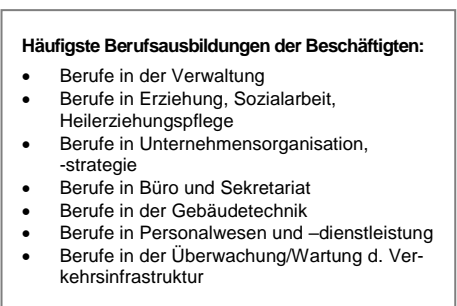 Häufigste Berufsausbildungen der Beschäftigten:
• Berufe in der Verwaltung
• Berufe in Erziehung, Sozialarbeit,
Heilerziehungspflege
• Berufe in Unternehmensorganisation,
-strategie
• Berufe in Büro und Sekretariat
• Berufe in der Gebäudetechnik
• Berufe in Personalwesen und –dienstleistung
• Berufe in der Überwachung/Wartung d. Ver-
kehrsinfrastruktur